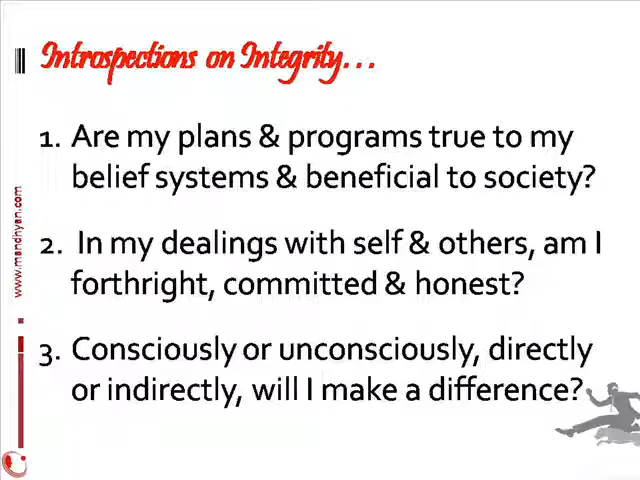 Introspections on Integrity...
1. Are my plans & programs true to my
belief systems & beneficial to society?
2. In my dealings with self & others, am I
forthright, committed & honest?
3. Consciously or unconsciously, directly
or indirectly, will I make a difference?
www.mandhyan.com